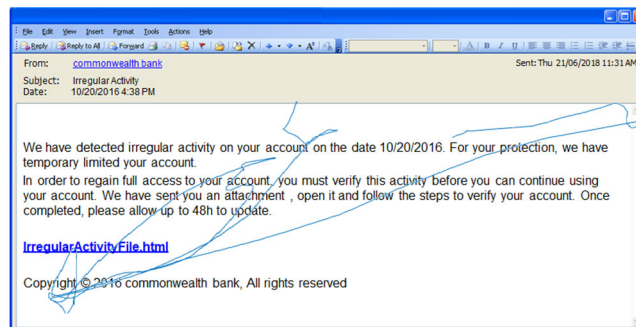 File Edit View Insert Format Tools Actions Help
Reply Reply to All Forward
From: commonwealth bank Sent: Thu 21/06/2018 11:31 AM
Subject: Irregular Activity
Date: 10/20/2016 4:38 PM
We have detected irregular activity on your account on the date 10/20/2016. For your protection, we have
temporary limited your account.
In order to regain full access to your account, you must verify this activity before you can continue using
your account. We have sent you an attachment , open it and follow the steps to verify your account. Once
completed, please allow up to 48h to update.
IrregularActivityFile.html
Copyright © 2016 commonwealth bank, All rights reserved